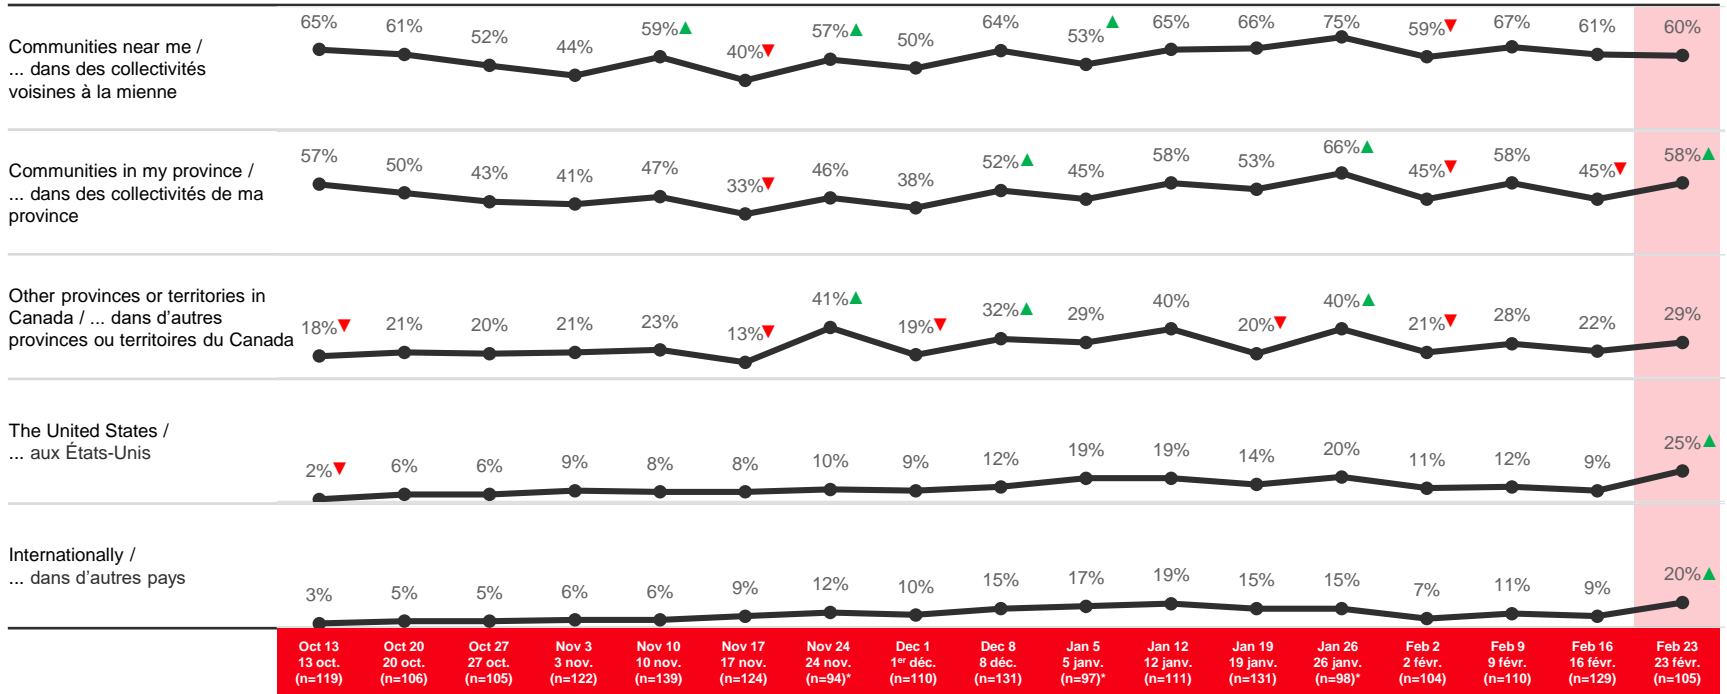 65% 61% 52% 44% 59%▲ 40%▼ 57%▲ 50% 64% 53%▲ 65% 66% 75% 59%▼ 67% 61% 60%
Communities near me /
... dans des collectivités
voisines à la mienne
57% 50% 43% 41% 47% 33%▼ 46% 38% 52%▲ 45% 58% 53% 66%▲ 45%▼ 58% 45%▼ 58%▲
Communities in my province /
... dans des collectivités de ma
province
18%▼ 21% 20% 21% 23% 13%▼ 41%▲ 19%▼ 32%▲ 29% 40% 20%▼ 40%▲ 21%▼ 28% 22% 29%
Other provinces or territories in
Canada / ... dans d'autres
provinces ou territoires du Canada
2%▼ 6% 6% 9% 8% 8% 10% 9% 12% 19% 19% 14% 20% 11% 12% 9% 25%▲
The United States /
... aux États-Unis
3% 5% 5% 6% 6% 9% 12% 10% 15% 17% 19% 15% 15% 7% 11% 9% 20%▲
Internationally /
... dans d'autres pays
Oct 13 Oct 20 Oct 27 Nov 3 Nov 10 Nov 17 Nov 24 Dec 1 Dec 8 Jan 5 Jan 12 Jan 19 Jan 26 Feb 2 Feb 9 Feb 16 Feb 23
13 oct. 20 oct. 27 oct. 3 nov. 10 nov. 17 nov. 24 nov. 1er déc. 8 déc. 5 janv. 12 janv. 19 janv. 26 janv. 2 févr. 9 févr. 16 févr. 23 févr.
(n=119) (n=106) (n=105) (n=122) (n=139) (n=124) (n=94)* (n=110) (n=131) (n=97)* (n=111) (n=131) (n=98)* (n=104) (n=110) (n=129) (n=105)